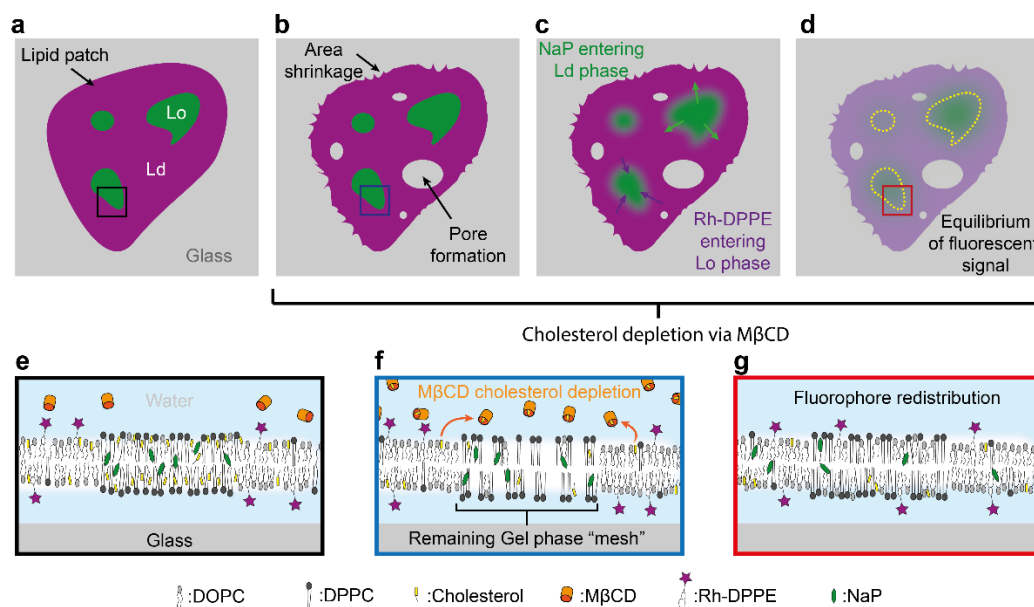 a
Lipid patch
Lo
Ld
Glass
b
Area
shrinkage
Pore
formation
c
NaP entering
Ld phase
Rh-DPPE
entering
Lo phase
d
Equilibrium
of fluorescent
signal
Cholesterol depletion via MβCD
e
Water
Glass
f
MβCD cholesterol depletion
Remaining Gel phase “mesh”
g
Fluorophore redistribution
:DOPC :DPPC :Cholesterol :MβCD :Rh-DPPE :NaP